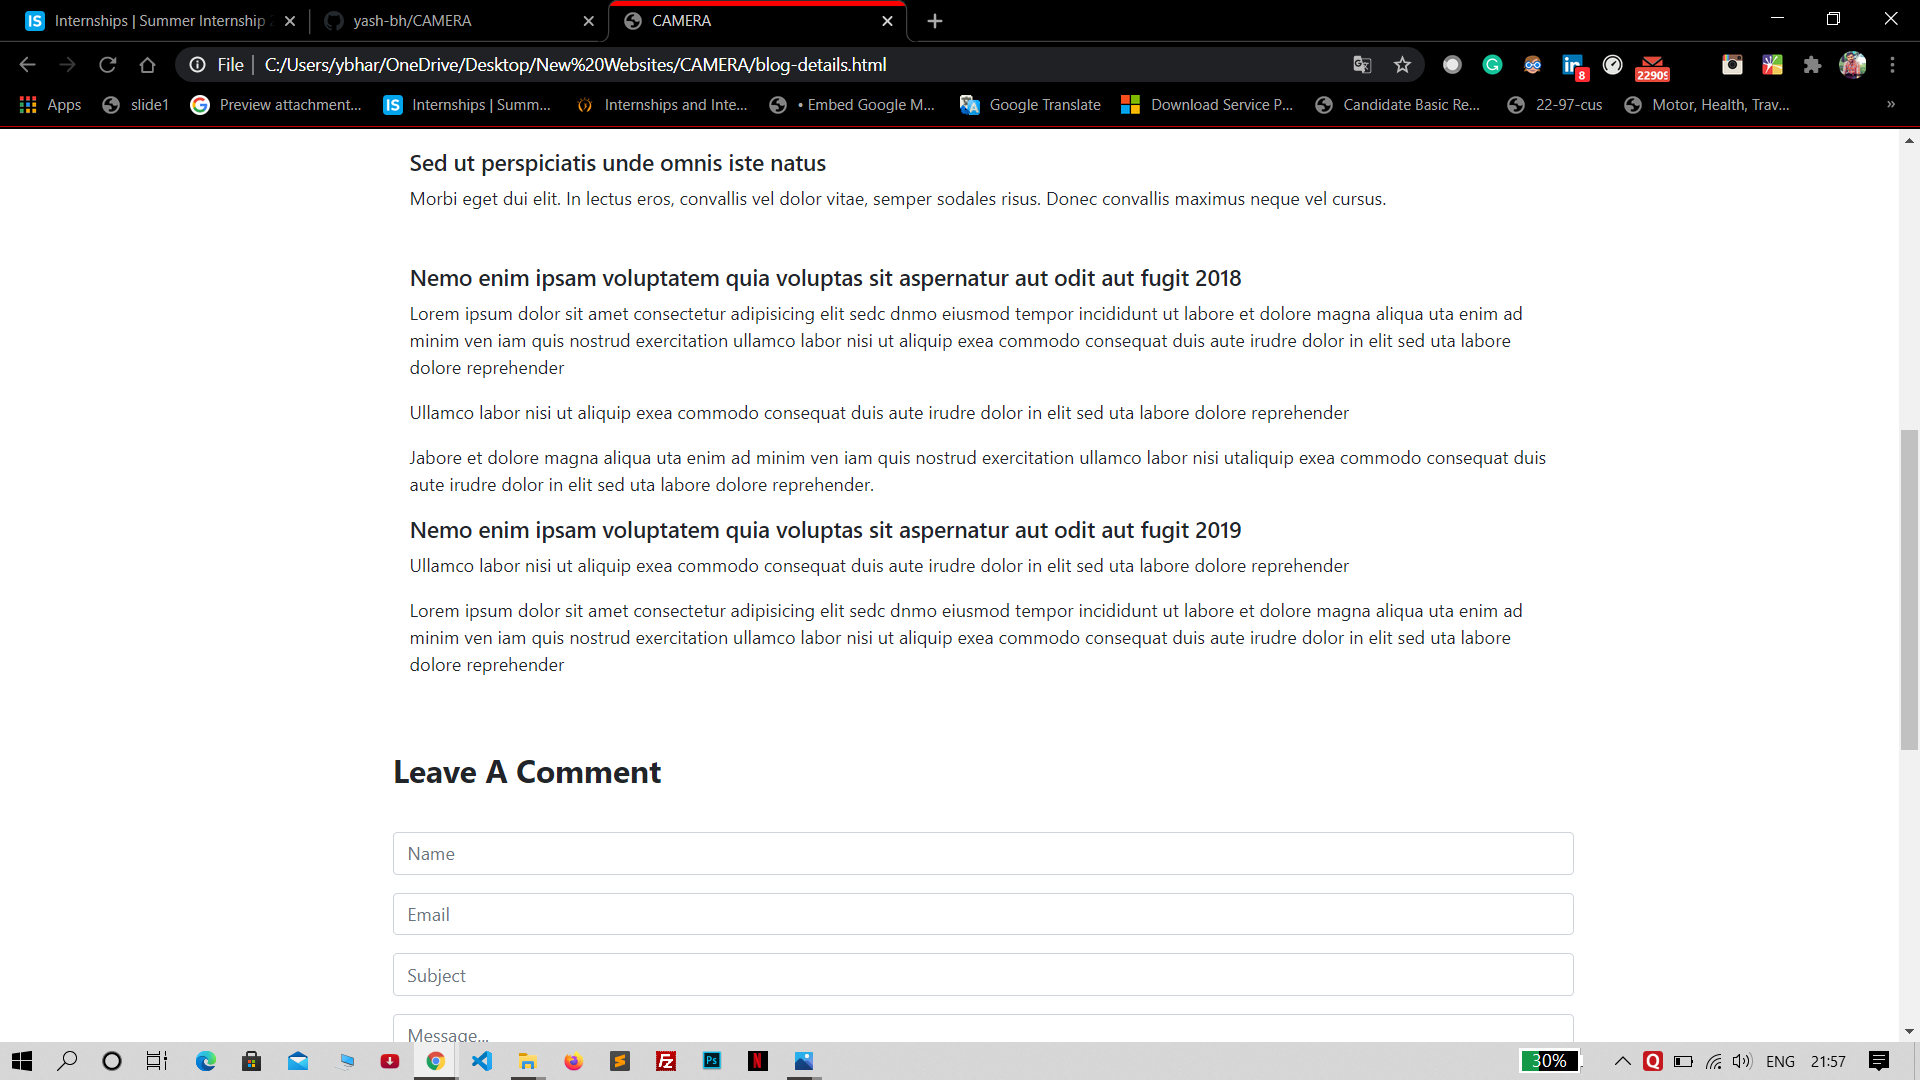 Internships | Summer Internship
yash-bh/CAMERA
CAMERA
File | C:/Users/ybhar/OneDrive/Desktop/New%20Websites/CAMERA/blog-details.html
8
22909
Apps
slide1
Preview attachment...
Internships | Summ...
Internships and Inte...
• Embed Google M...
Google Translate
Download Service P...
Candidate Basic Re...
22-97-cus
Motor, Health, Trav...
»
Sed ut perspiciatis unde omnis iste natus
Morbi eget dui elit. In lectus eros, convallis vel dolor vitae, semper sodales risus. Donec convallis maximus neque vel cursus.
Nemo enim ipsam voluptatem quia voluptas sit aspernatur aut odit aut fugit 2018
Lorem ipsum dolor sit amet consectetur adipisicing elit sedc dnmo eiusmod tempor incididunt ut labore et dolore magna aliqua uta enim ad
minim ven iam quis nostrud exercitation ullamco labor nisi ut aliquip exea commodo consequat duis aute irudre dolor in elit sed uta labore
dolore reprehender
Ullamco labor nisi ut aliquip exea commodo consequat duis aute irudre dolor in elit sed uta labore dolore reprehender
Jabore et dolore magna aliqua uta enim ad minim ven iam quis nostrud exercitation ullamco labor nisi utaliquip exea commodo consequat duis
aute irudre dolor in elit sed uta labore dolore reprehender.
Nemo enim ipsam voluptatem quia voluptas sit aspernatur aut odit aut fugit 2019
Ullamco labor nisi ut aliquip exea commodo consequat duis aute irudre dolor in elit sed uta labore dolore reprehender
Lorem ipsum dolor sit amet consectetur adipisicing elit sedc dnmo eiusmod tempor incididunt ut labore et dolore magna aliqua uta enim ad
minim ven iam quis nostrud exercitation ullamco labor nisi ut aliquip exea commodo consequat duis aute irudre dolor in elit sed uta labore
dolore reprehender
Leave A Comment
Name
Email
Subject
Message...
30%
ENG
21:57